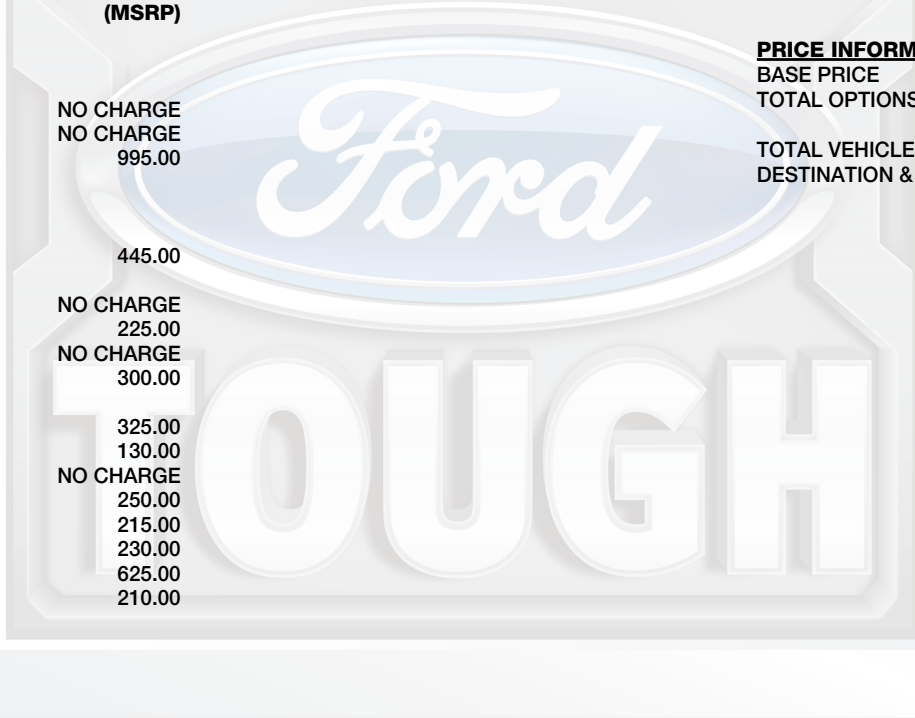 (MSRP)
NO CHARGE
NO CHARGE
995.00
445.00
NO CHARGE
225.00
NO CHARGE
300.00
325.00
130.00
NO CHARGE
250.00
215.00
230.00
625.00
210.00
PRICE INFORM
BASE PRICE
TOTAL OPTIONS
TOTAL VEHICLE
DESTINATION &
Ford
TOUGH